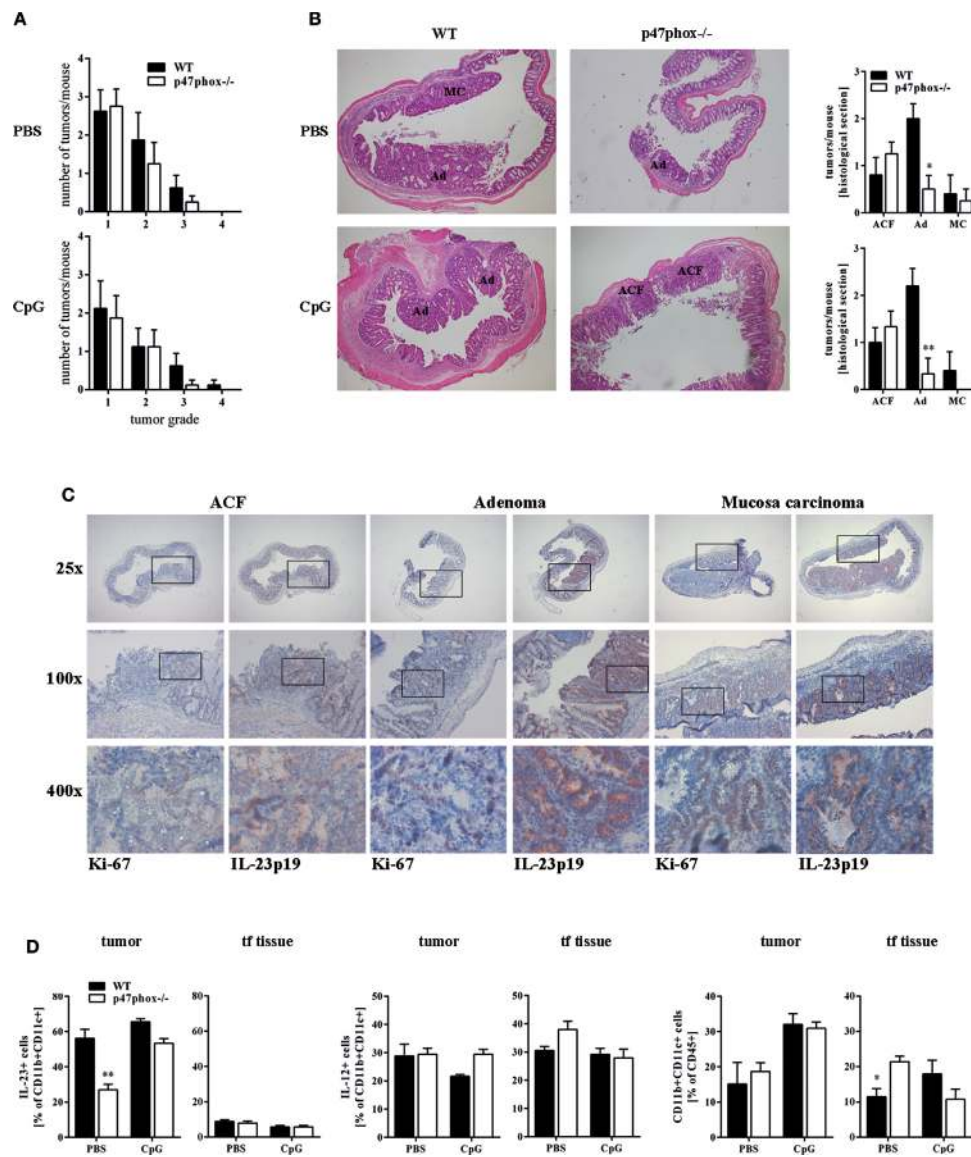 A
WT
p47phox-/-
PBS
number of tumors/mouse
4
3
2
1
0
1 2 3 4
CpG
number of tumors/mouse
4
3
2
1
0
1 2 3 4
tumor grade
B
WT p47phox-/-
PBS
MC
Ad
Ad
CpG
Ad
Ad
ACF
ACF
WT
p47phox-/-
tumors/mouse
[histological section]
3
2
1
0
*
ACF Ad MC
tumors/mouse
[histological section]
3
2
1
0
**
ACF Ad MC
C
ACF Adenoma Mucosa carcinoma
25x
100x
400x
Ki-67 IL-23p19 Ki-67 IL-23p19 Ki-67 IL-23p19
D
tumor tf tissue
WT
p47phox-/-
IL-23+ cells
[% of CD11b+CD11c+]
80
60
40
20
0
**
PBS CpG
80
60
40
20
0
PBS CpG
tumor tf tissue
IL-12+ cells
[% of CD11b+CD11c+]
50
40
30
20
10
0
PBS CpG
50
40
30
20
10
0
PBS CpG
tumor tf tissue
CD11b+CD11c+ cells
[% of CD45+]
40
30
20
10
0
PBS CpG
40
30
20
10
0
*
PBS CpG